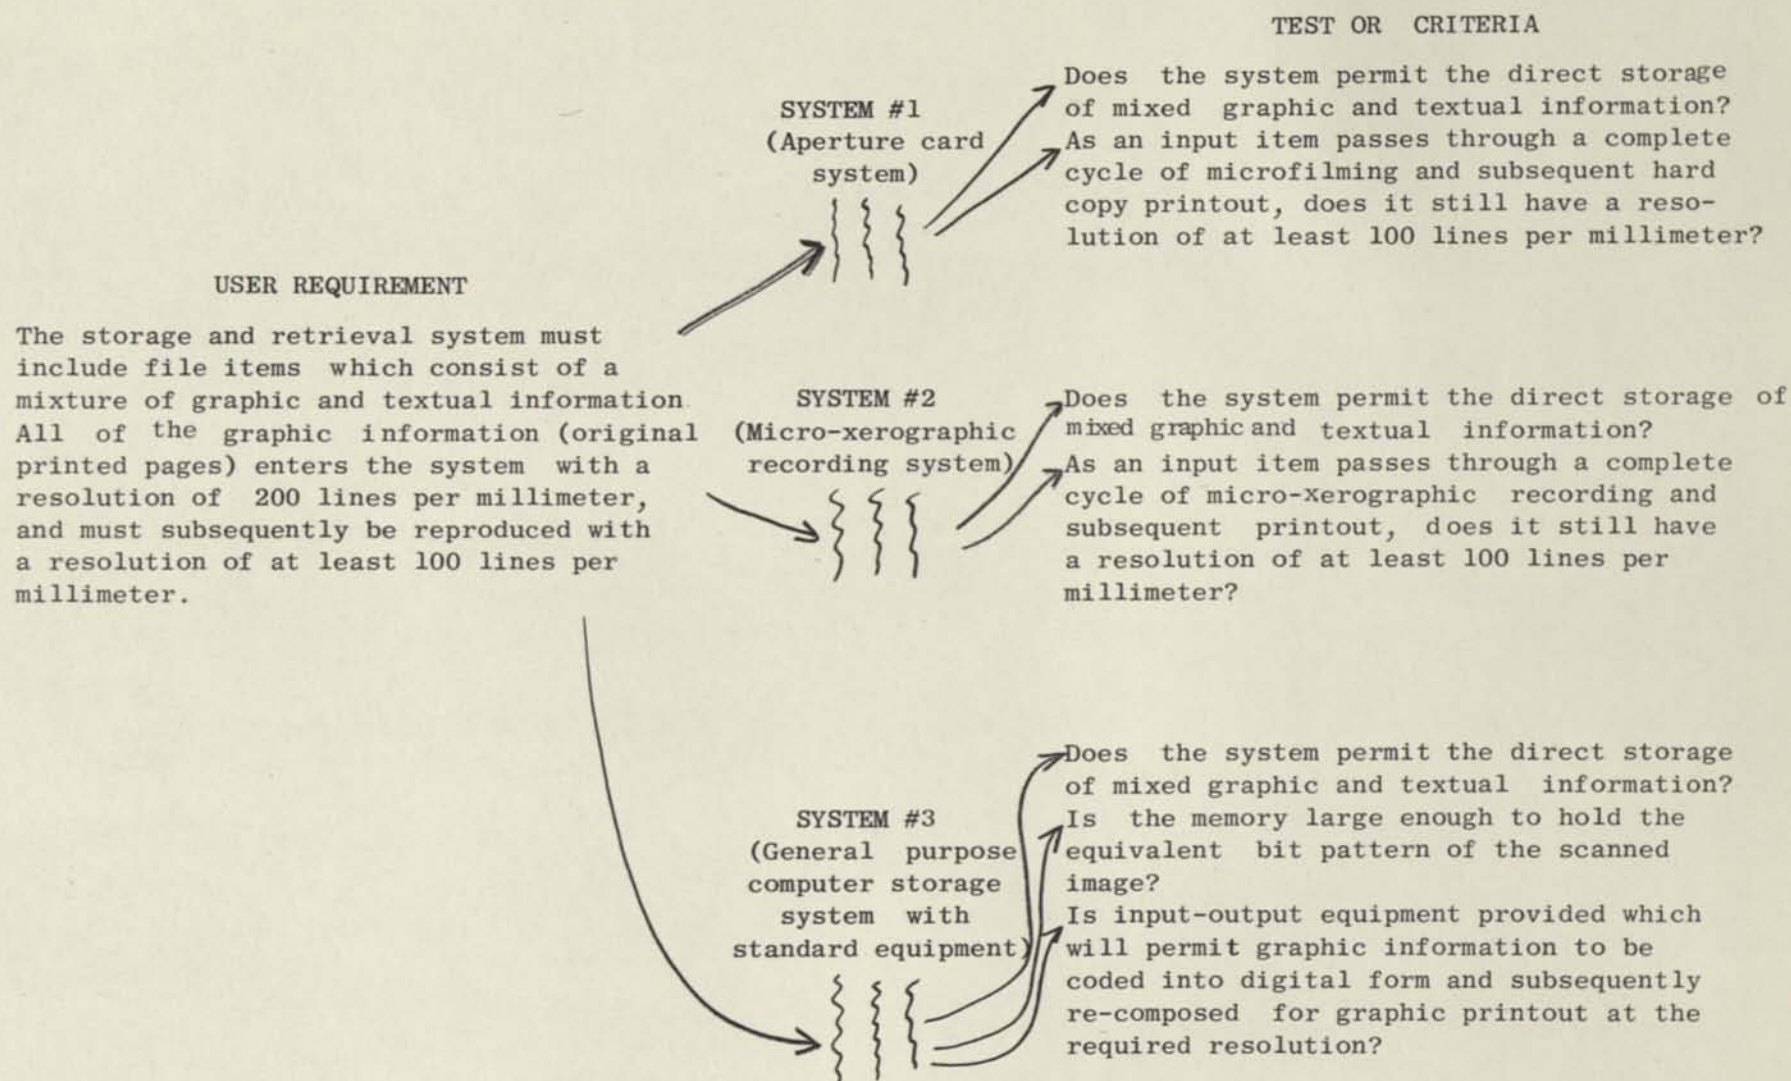 USER REQUIREMENT
The storage and retrieval system must
include file items which consist of a
mixture of graphic and textual information
All of the graphic information (original
printed pages) enters the system with a
resolution of 200 lines per millimeter,
and must subsequently be reproduced with
a resolution of at least 100 lines per
millimeter.
SYSTEM #1
(Aperture card
system)
TEST OR CRITERIA
Does the system permit the direct storage
of mixed graphic and textual information?
As an input item passes through a complete
cycle of microfilming and subsequent hard
copy printout, does it still have a reso-
lution of at least 100 lines per millimeter?
SYSTEM #2
(Micro-xerographic
recording system)
Does the system permit the direct storage of
mixed graphic and textual information?
As an input item passes through a complete
cycle of micro-xerographic recording and
subsequent printout, does it still have
a resolution of at least 100 lines per
millimeter?
SYSTEM #3
(General purpose
computer storage
system with
standard equipment)
Does the system permit the direct storage
of mixed graphic and textual information?
Is the memory large enough to hold the
equivalent bit pattern of the scanned
image?
Is input-output equipment provided which
will permit graphic information to be
coded into digital form and subsequently
re-composed for graphic printout at the
required resolution?